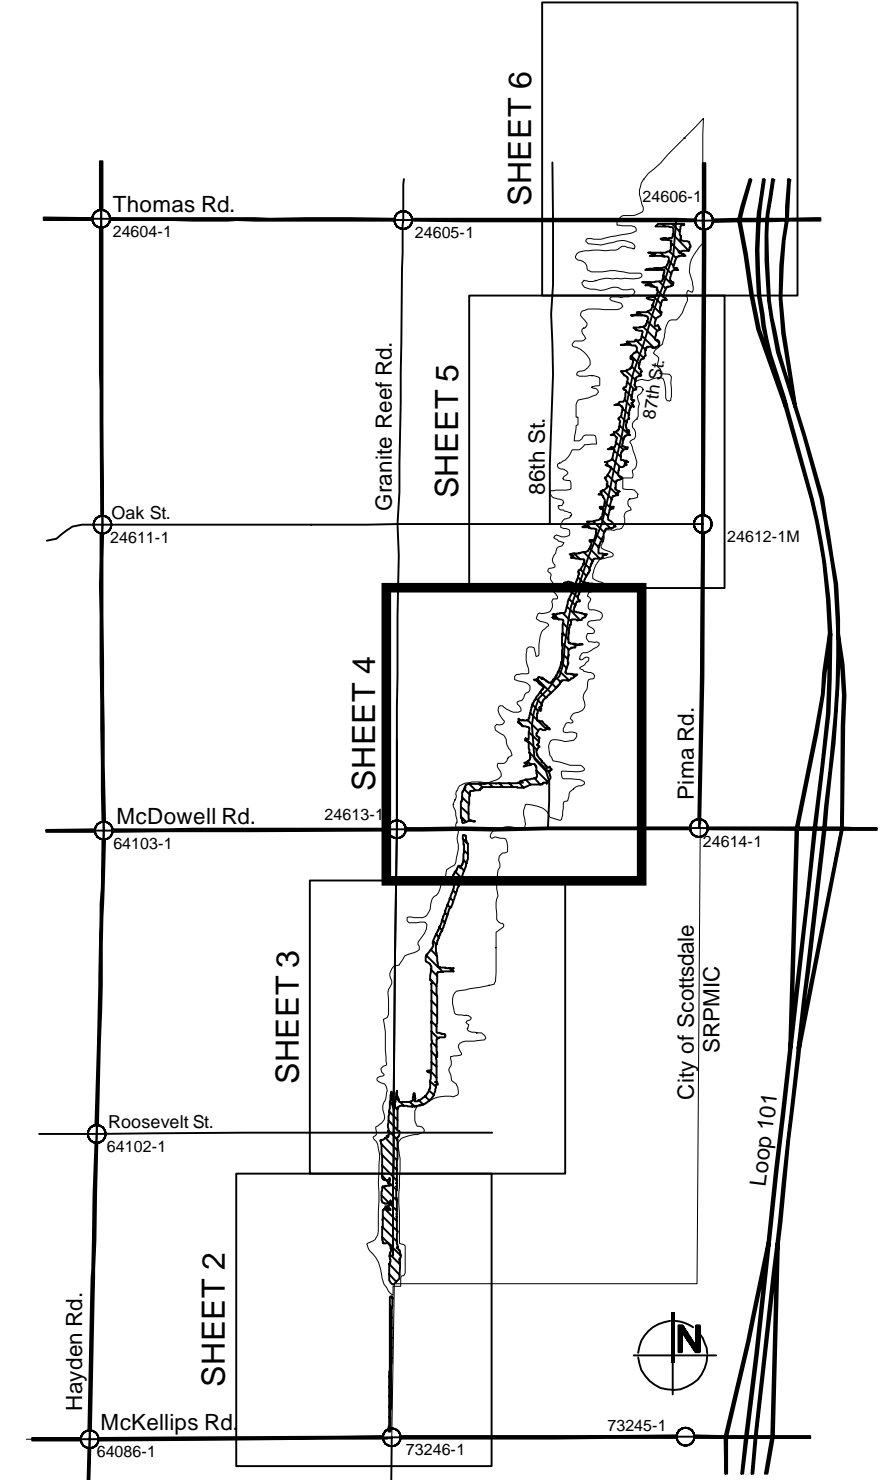 SHEET 6
Thomas Rd.
24606-1
24604-1
24605-1
Granite Reef Rd.
SHEET 5
86th St.
87th St.
Oak St.
24611-1
24612-1M
SHEET 4
Pima Rd.
McDowell Rd.
24613-1
64103-1
24614-1
SHEET 3
City of Scottsdale
SRPMIC
Loop 101
Roosevelt St.
64102-1
SHEET 2
Hayden Rd.
N
McKellips Rd.
64086-1
73246-1
73245-1